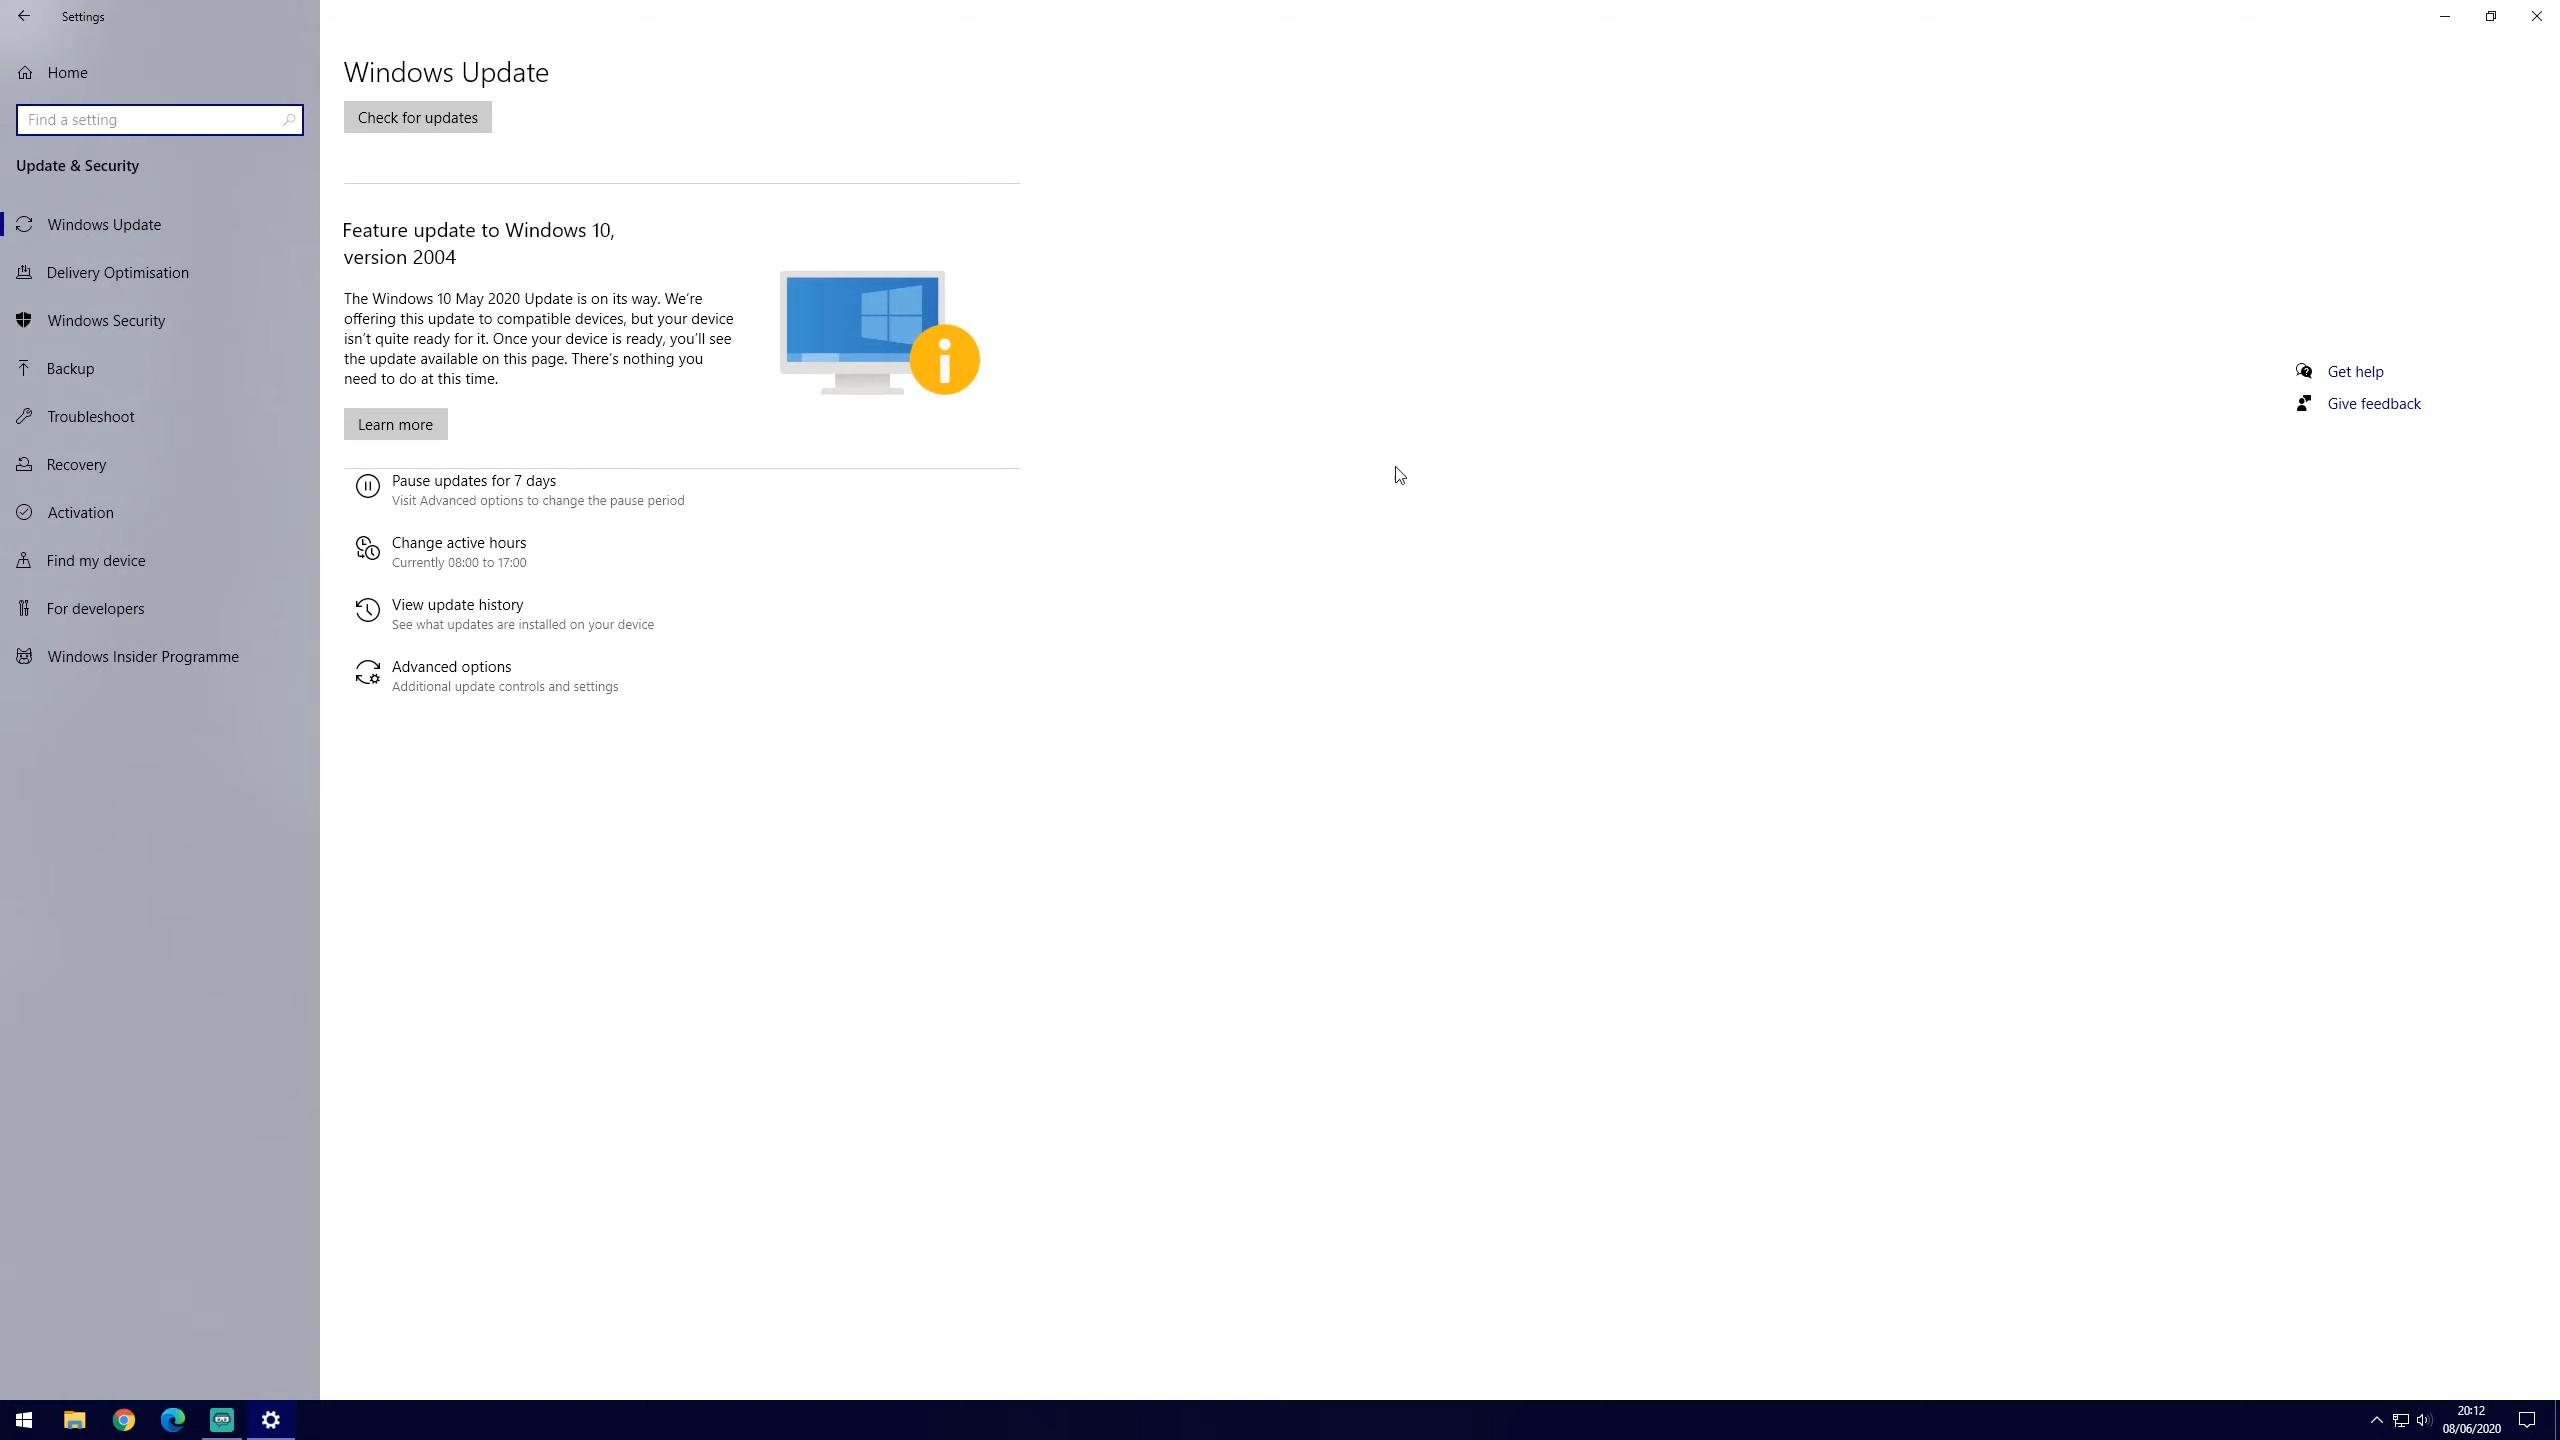 Settings
Home
Find a setting
Update & Security
Windows Update
Delivery Optimisation
Windows Security
Backup
Troubleshoot
Recovery
Activation
Find my device
For developers
Windows Insider Programme
Windows Update
Check for updates
Feature update to Windows 10,
version 2004
The Windows 10 May 2020 Update is on its way. We're
offering this update to compatible devices, but your device
isn't quite ready for it. Once your device is ready, you'll see
the update available on this page. There's nothing you
need to do at this time.
Learn more
Pause updates for 7 days
Visit Advanced options to change the pause period
Change active hours
Currently 08:00 to 17:00
View update history
See what updates are installed on your device
Advanced options
Additional update controls and settings
Get help
Give feedback
20:12
08/06/2020